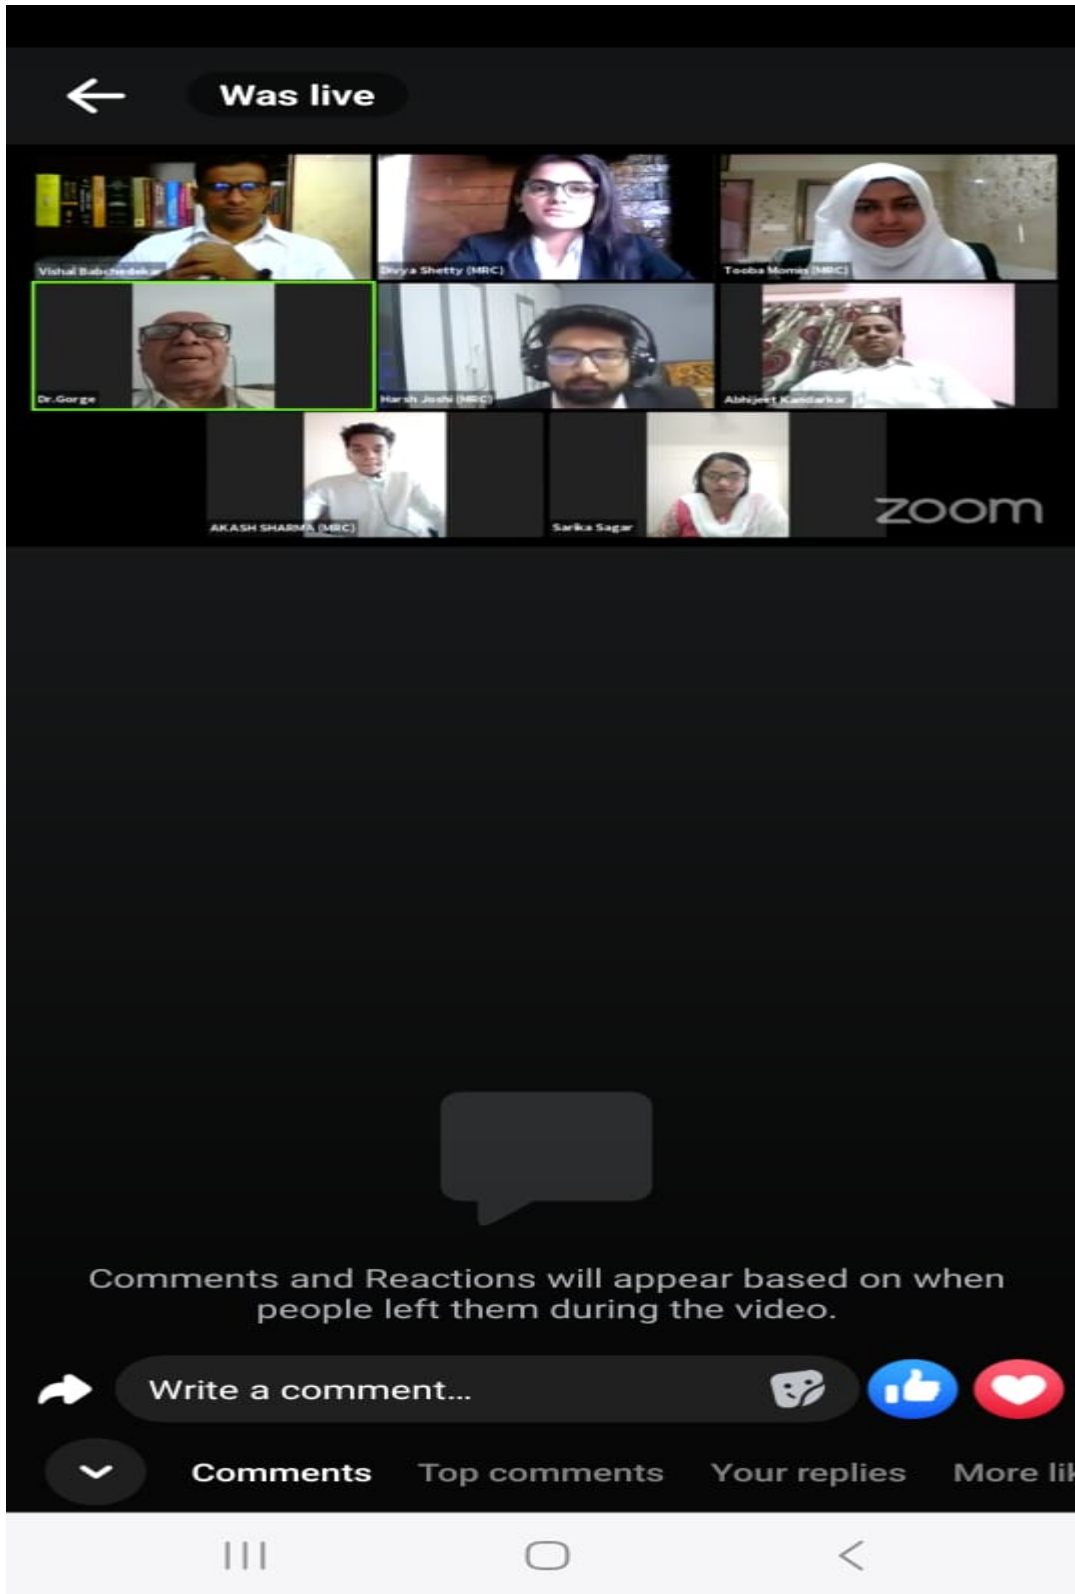 Was live
Vishal Babchedekar
Divya Shetty (MRC)
Tooba Momin (MRC)
Dr.Gorge
Harsh Joshi (MRC)
Abhijeet Kandarkar
AKASH SHARMA (MRC)
Sarika Sagar
zoom
Comments and Reactions will appear based on when
people left them during the video.
Write a comment...
Comments
Top comments
Your replies
More lik